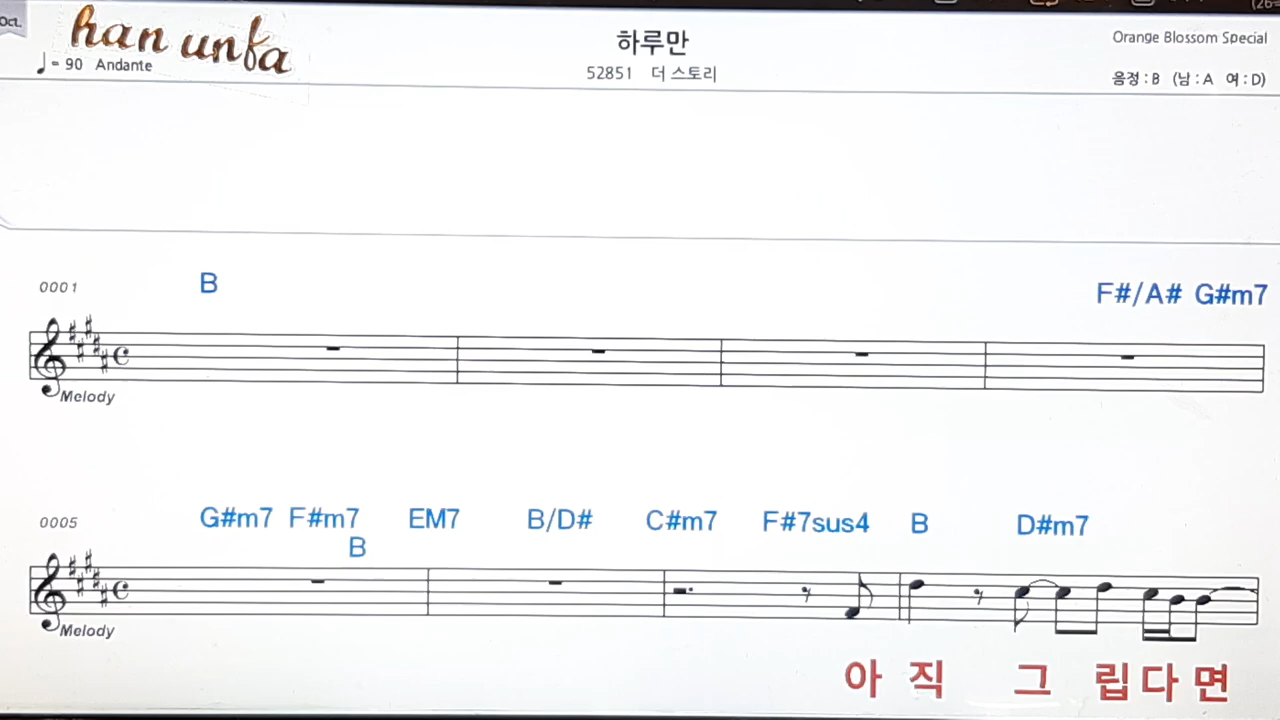 Oct.
han unfa
♩= 90 Andante
하루만
52851 더 스토리
Orange Blossom Special
음정 : B (남 : A 여 : D)
0001
B F#/A# G#m7
Melody
0005
G#m7 F#m7 EM7 B/D# C#m7 F#7sus4 B D#m7
B
Melody
아 직 그 립 다 면